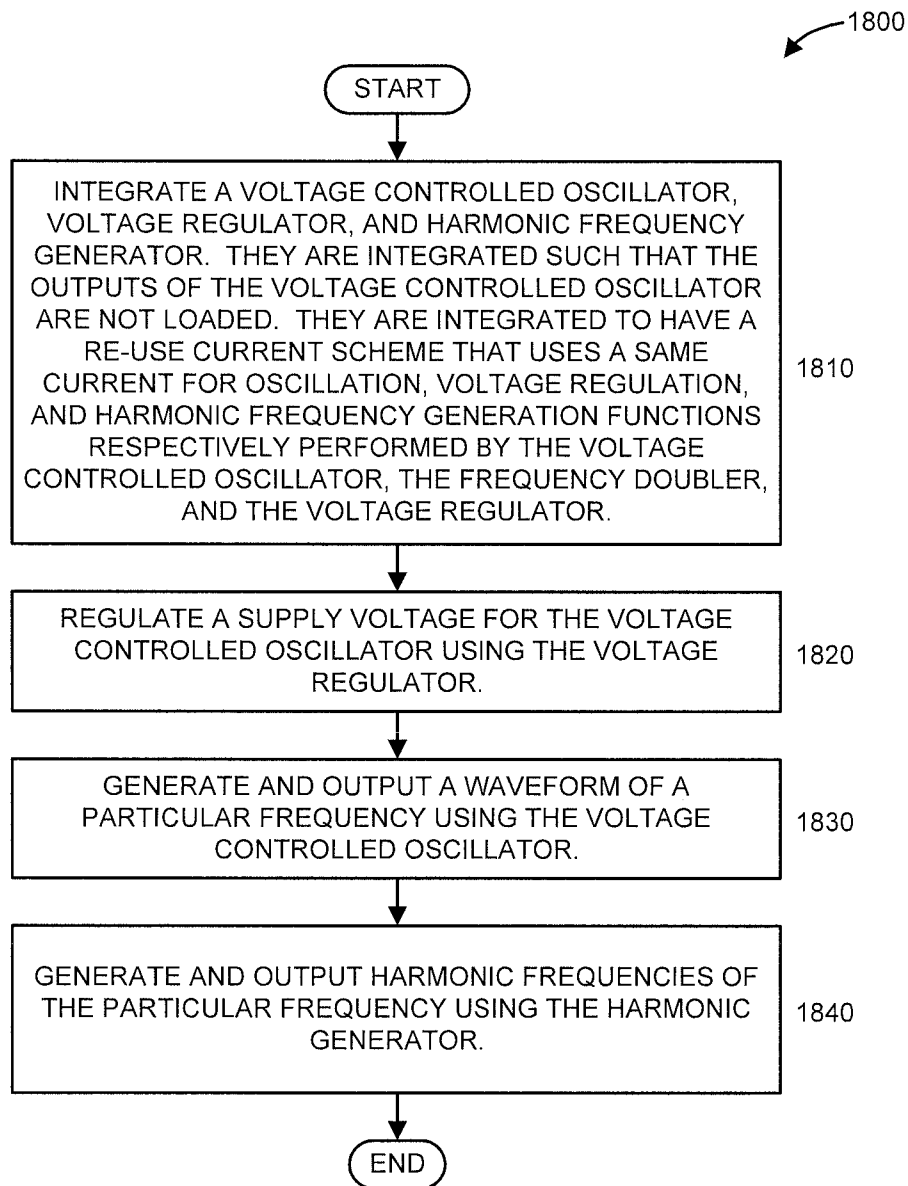 1800
START
INTEGRATE A VOLTAGE CONTROLLED OSCILLATOR,
VOLTAGE REGULATOR, AND HARMONIC FREQUENCY
GENERATOR. THEY ARE INTEGRATED SUCH THAT THE
OUTPUTS OF THE VOLTAGE CONTROLLED OSCILLATOR
ARE NOT LOADED. THEY ARE INTEGRATED TO HAVE A
RE-USE CURRENT SCHEME THAT USES A SAME
CURRENT FOR OSCILLATION, VOLTAGE REGULATION,
AND HARMONIC FREQUENCY GENERATION FUNCTIONS
RESPECTIVELY PERFORMED BY THE VOLTAGE
CONTROLLED OSCILLATOR, THE FREQUENCY DOUBLER,
AND THE VOLTAGE REGULATOR.
1810
REGULATE A SUPPLY VOLTAGE FOR THE VOLTAGE
CONTROLLED OSCILLATOR USING THE VOLTAGE
REGULATOR.
1820
GENERATE AND OUTPUT A WAVEFORM OF A
PARTICULAR FREQUENCY USING THE VOLTAGE
CONTROLLED OSCILLATOR.
1830
GENERATE AND OUTPUT HARMONIC FREQUENCIES OF
THE PARTICULAR FREQUENCY USING THE HARMONIC
GENERATOR.
1840
END